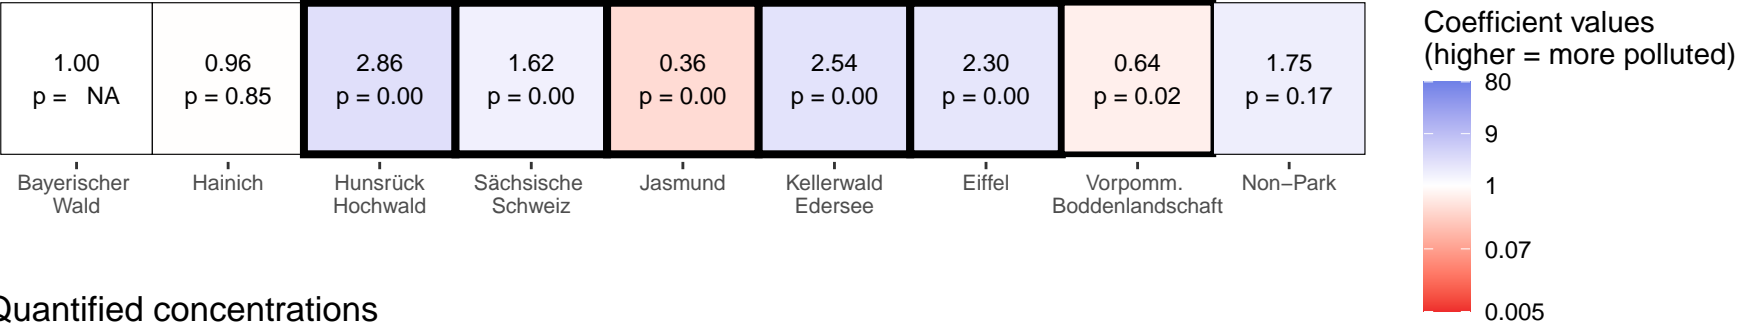 1.00 0.96 2.86 1.62 0.36 2.54 2.30 0.64 1.75
p = NA p = 0.85 p = 0.00 p = 0.00 p = 0.00 p = 0.00 p = 0.00 p = 0.02 p = 0.17
Bayerischer Hainich Hunsrück Sächsische Jasmund Kellerwald Eiffel Vorpomm. Non−Park
Wald Hochwald Schweiz Edersee Boddenlandschaft
Coefficient values
(higher = more polluted)
80
9
1
0.07
0.005
Quantified concentrations